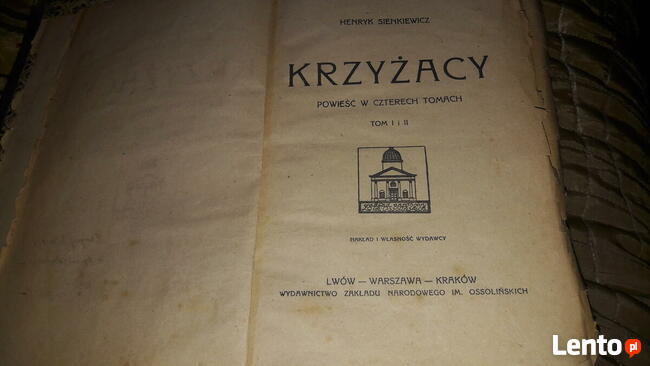 HENRYK SIENKIEWICZ
KRZYŻACY
POWIEŚĆ W CZTERECH TOMACH
TOM I i II
NAKŁAD I WŁASNOŚĆ WYDAWCY
LWÓW — WARSZAWA — KRAKÓW
WYDAWNICTWO ZAKŁADU NARODOWEGO IM. OSSOLIŃSKICH
Lento.pl